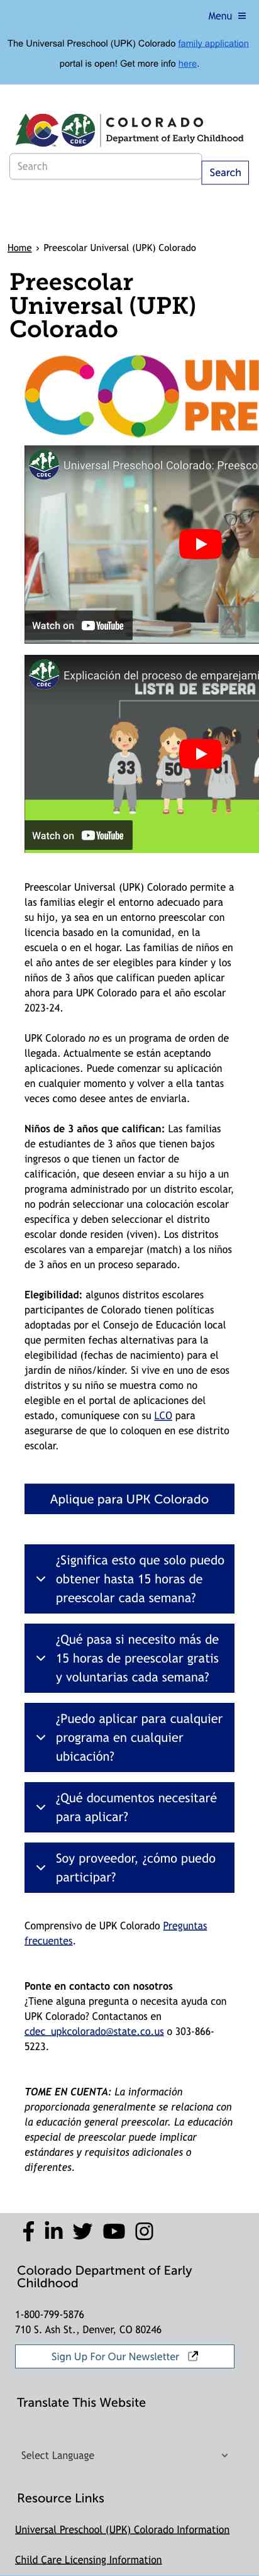 Menu
The Universal Preschool (UPK) Colorado family application
portal is open! Get more info here.
COLORADO
Department of Early Childhood
CDEC
Search
Search
Home › Preescolar Universal (UPK) Colorado
Preescolar
Universal (UPK)
Colorado
UNI
PRE
CDEC
Universal Preschool Colorado: Preesco
Watch on YouTube
CDEC
Explicación del proceso de emparejami
LISTA DE ESPERA
33
50
61
Watch on YouTube
Preescolar Universal (UPK) Colorado permite a
las familias elegir el entorno adecuado para
su hijo, ya sea en un entorno preescolar con
licencia basado en la comunidad, en la
escuela o en el hogar. Las familias de niños en
el año antes de ser elegibles para kínder y los
niños de 3 años que califican pueden aplicar
ahora para UPK Colorado para el año escolar
2023-24.
UPK Colorado no es un programa de orden de
llegada. Actualmente se están aceptando
aplicaciones. Puede comenzar su aplicación
en cualquier momento y volver a ella tantas
veces como desee antes de enviarla.
Niños de 3 años que califican: Las familias
de estudiantes de 3 años que tienen bajos
ingresos o que tienen un factor de
calificación, que deseen enviar a su hijo a un
programa administrado por un distrito escolar,
no podrán seleccionar una colocación escolar
específica y deben seleccionar el distrito
escolar donde residen (viven). Los distritos
escolares van a emparejar (match) a los niños
de 3 años en un proceso separado.
Elegibilidad: algunos distritos escolares
participantes de Colorado tienen políticas
adoptadas por el Consejo de Educación local
que permiten fechas alternativas para la
elegibilidad (fechas de nacimiento) para el
jardín de niños/kínder. Si vive en uno de esos
distritos y su niño se muestra como no
elegible en el portal de aplicaciones del
estado, comuníquese con su LCO para
asegurarse de que lo coloquen en ese distrito
escolar.
Aplique para UPK Colorado
¿Significa esto que solo puedo
obtener hasta 15 horas de
preescolar cada semana?
¿Qué pasa si necesito más de
15 horas de preescolar gratis
y voluntarias cada semana?
¿Puedo aplicar para cualquier
programa en cualquier
ubicación?
¿Qué documentos necesitaré
para aplicar?
Soy proveedor, ¿cómo puedo
participar?
Comprensivo de UPK Colorado Preguntas
frecuentes.
Ponte en contacto con nosotros
¿Tiene alguna pregunta o necesita ayuda con
UPK Colorado? Contactanos en
cdec_upkcolorado@state.co.us o 303-866-
5223.
TOME EN CUENTA: La información
proporcionada generalmente se relaciona con
la educación general preescolar. La educación
especial de preescolar puede implicar
estándares y requisitos adicionales o
diferentes.
Colorado Department of Early
Childhood
1-800-799-5876
710 S. Ash St., Denver, CO 80246
Sign Up For Our Newsletter
Translate This Website
Select Language
Resource Links
Universal Preschool (UPK) Colorado Information
Child Care Licensing Information